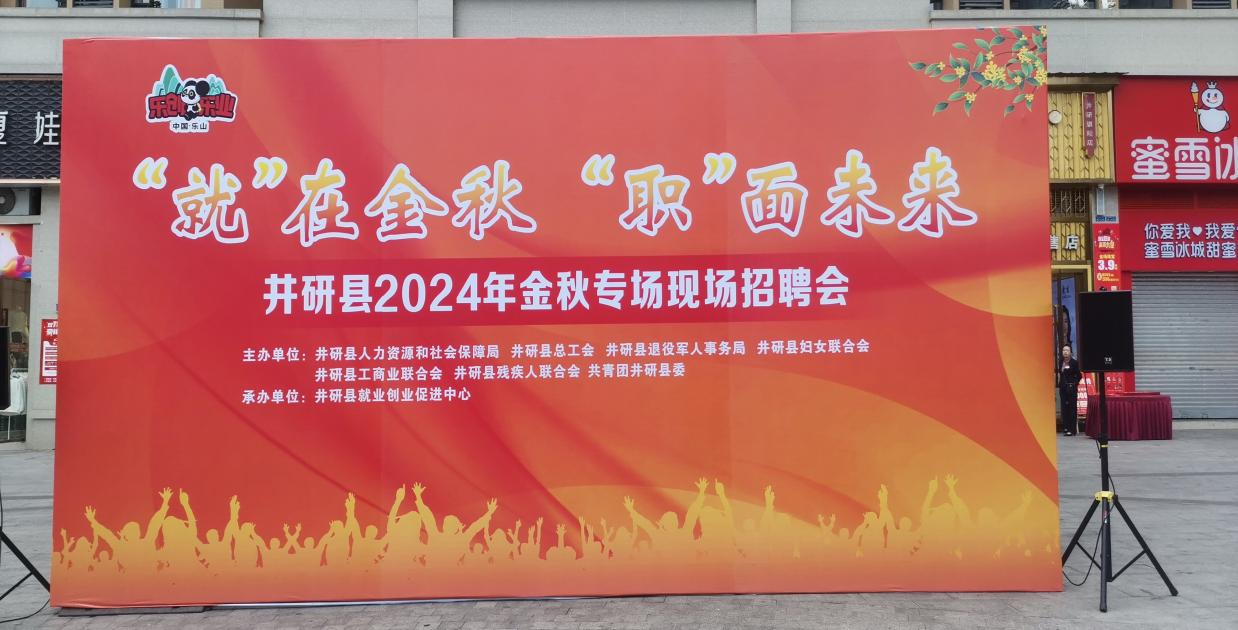 乐创乐业
中国·乐山
“就”在金秋 “职”面未来
井研县2024年金秋专场现场招聘会
主办单位：井研县人力资源和社会保障局 井研县总工会 井研县退役军人事务局 井研县妇女联合会
井研县工商业联合会 井研县残疾人联合会 共青团井研县委
承办单位：井研县就业创业促进中心
夏 娃
蜜雪冰
你爱我 我爱
蜜雪冰城甜蜜
售店
3.9